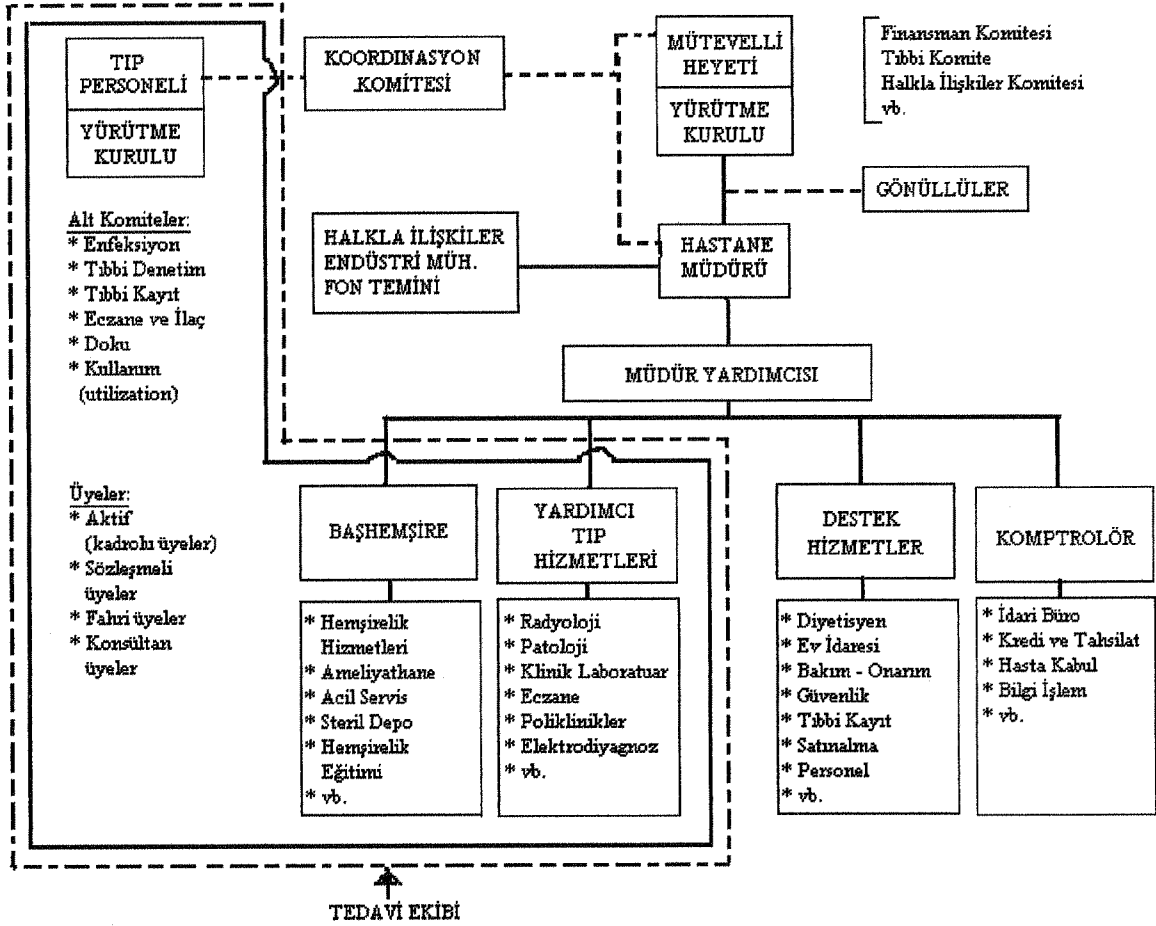 TIP
PERSONELİ
YÜRÜTME
KURULU
KOORDINASYON
KOMİTESİ
MÜTEVELLİ
HEYETİ
YÜRÜTME
KURULU
Finansman Komitesi
Tıbbi Komite
Halkla İlişkiler Komitesi
vb.
GÖNÜLLÜLER
HALKLA İLİŞKİLER
ENDÜSTRİ MÜH.
FON TEMİNİ
HASTANE
MÜDÜRÜ
MÜDÜR YARDIMCISI
Alt Komiteler:
* Enfeksiyon
* Tıbbi Denetim
* Tıbbi Kayıt
* Eczane ve İlaç
* Doku
* Kullanım
(utilization)
Üyeler:
* Aktif
(kadrolu üyeler)
* Sözleşmeli
üyeler
* Fahri üyeler
* Konsültan
üyeler
BAŞHEMŞİRE
* Hemşirelik
Hizmetleri
* Ameliyathane
* Acil Servis
* Steril Depo
* Hemşirelik
Eğitimi
* vb.
YARDIMCI
TIP
HİZMETLERİ
* Radyoloji
* Patoloji
* Klinik Laboratuar
* Eczane
* Poliklinikler
* Elektrodiyagnoz
* vb.
DESTEK
HİZMETLER
* Diyetisyen
* Ev İdaresi
* Bakım - Onarım
* Güvenlik
* Tıbbi Kayıt
* Satınalma
* Personel
* vb.
KOMPTROLÖR
* İdari Büro
* Kredi ve Tahsilat
* Hasta Kabul
* Bilgi İşlem
* vb.
TEDAVİ EKİBİ